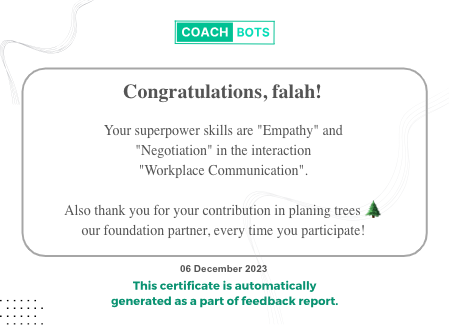 COACH BOTS
Congratulations, falah!
Your superpower skills are "Empathy" and
"Negotiation" in the interaction
"Workplace Communication".
Also thank you for your contribution in planing trees 🌲
our foundation partner, every time you participate!
06 December 2023
This certificate is automatically
generated as a part of feedback report.